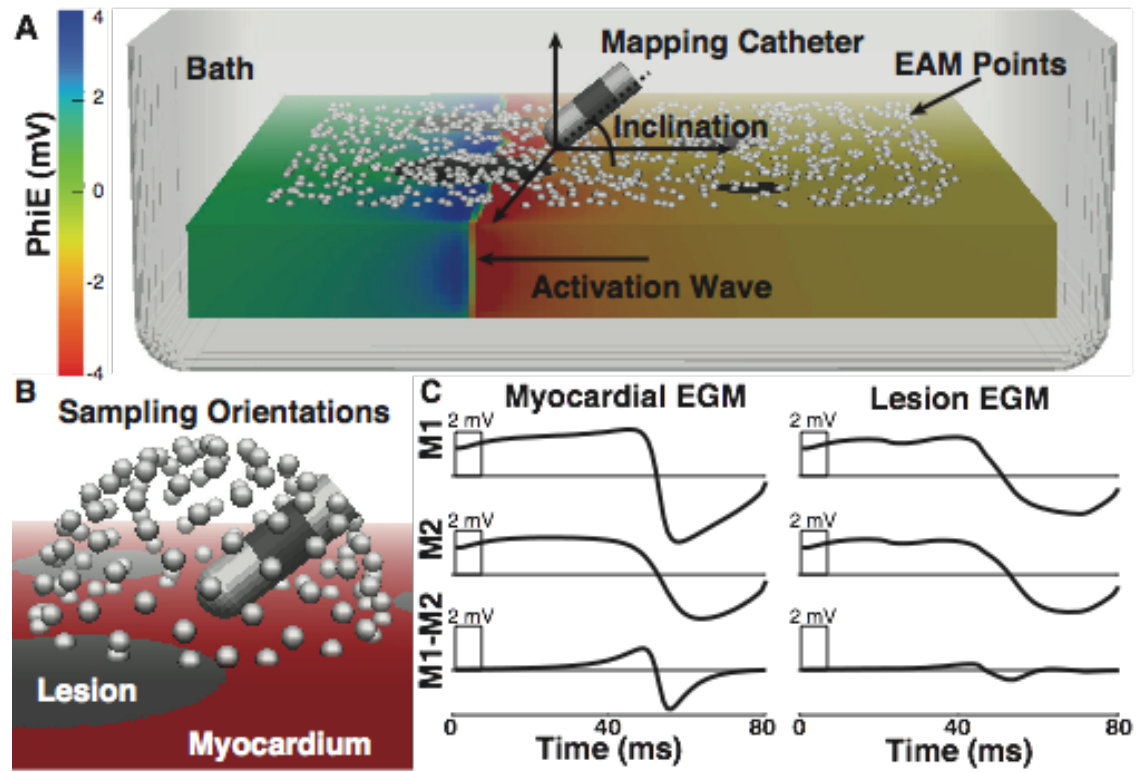 A
4
2
0
-2
-4
PhiE (mV)
Bath
Mapping Catheter
EAM Points
Inclination
Activation Wave
B
Sampling Orientations
Lesion
Myocardium
C
Myocardial EGM
Lesion EGM
M1
2 mV
2 mV
M2
2 mV
2 mV
M1-M2
2 mV
2 mV
0
40
80
0
40
80
Time (ms)
Time (ms)